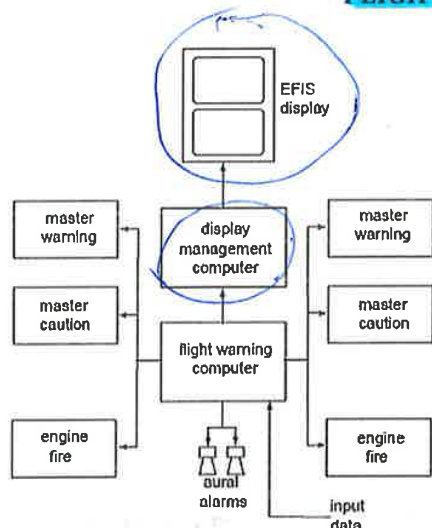 EFIS
display
master
warning
display
management
computer
master
warning
master
caution
flight warning
computer
master
caution
engine
fire
aural
alarms
engine
fire
input
data